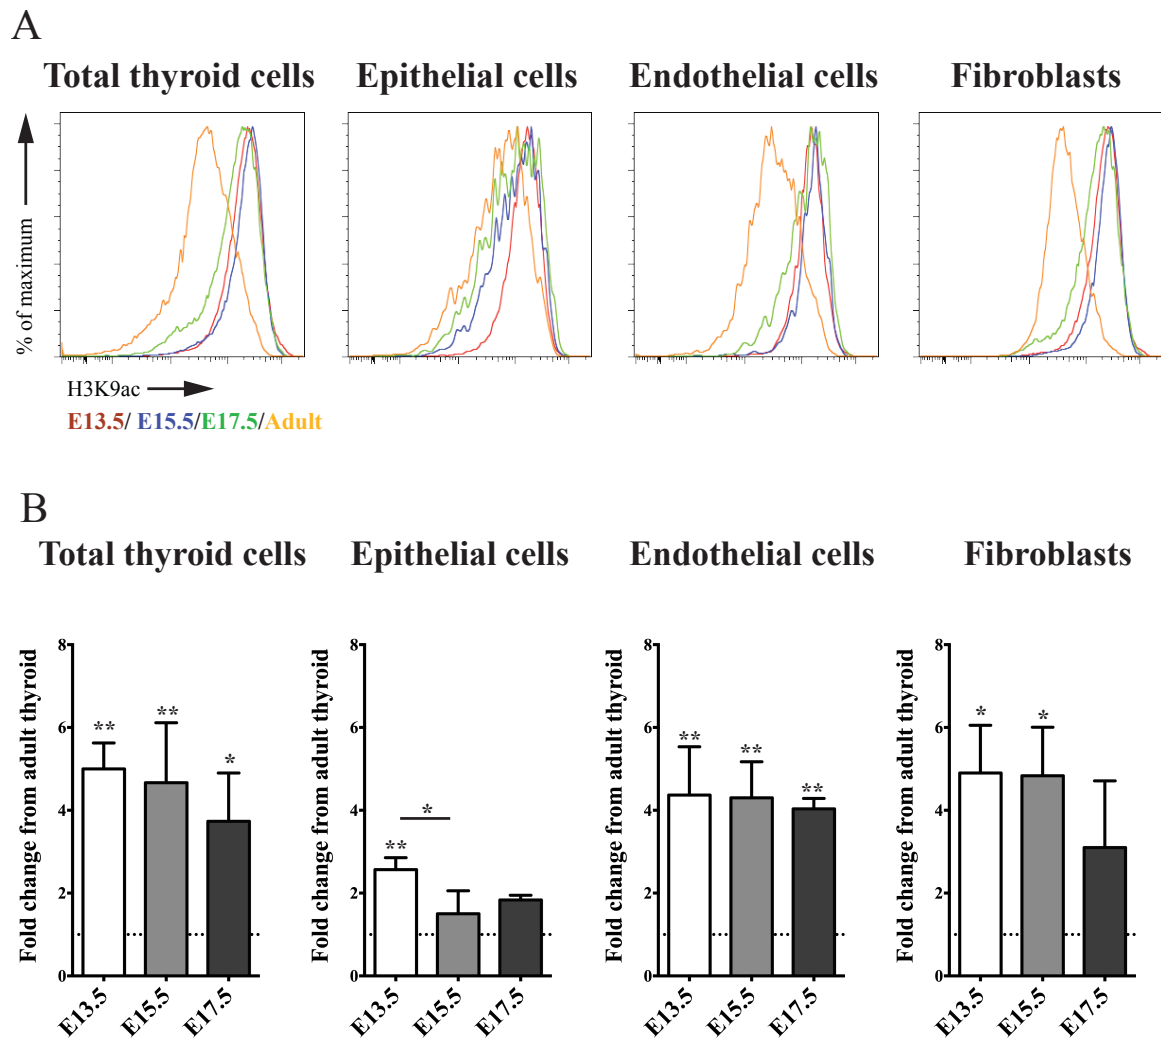 A
Total thyroid cells
Epithelial cells
Endothelial cells
Fibroblasts
% of maximum
H3K9ac
E13.5/ E15.5/E17.5/Adult
B
Total thyroid cells
Epithelial cells
Endothelial cells
Fibroblasts
Fold change from adult thyroid
8
6
4
2
0
**
**
*
E13.5
E15.5
E17.5
Fold change from adult thyroid
8
6
4
2
0
**
*
E13.5
E15.5
E17.5
Fold change from adult thyroid
8
6
4
2
0
**
**
**
E13.5
E15.5
E17.5
Fold change from adult thyroid
8
6
4
2
0
*
*
E13.5
E15.5
E17.5